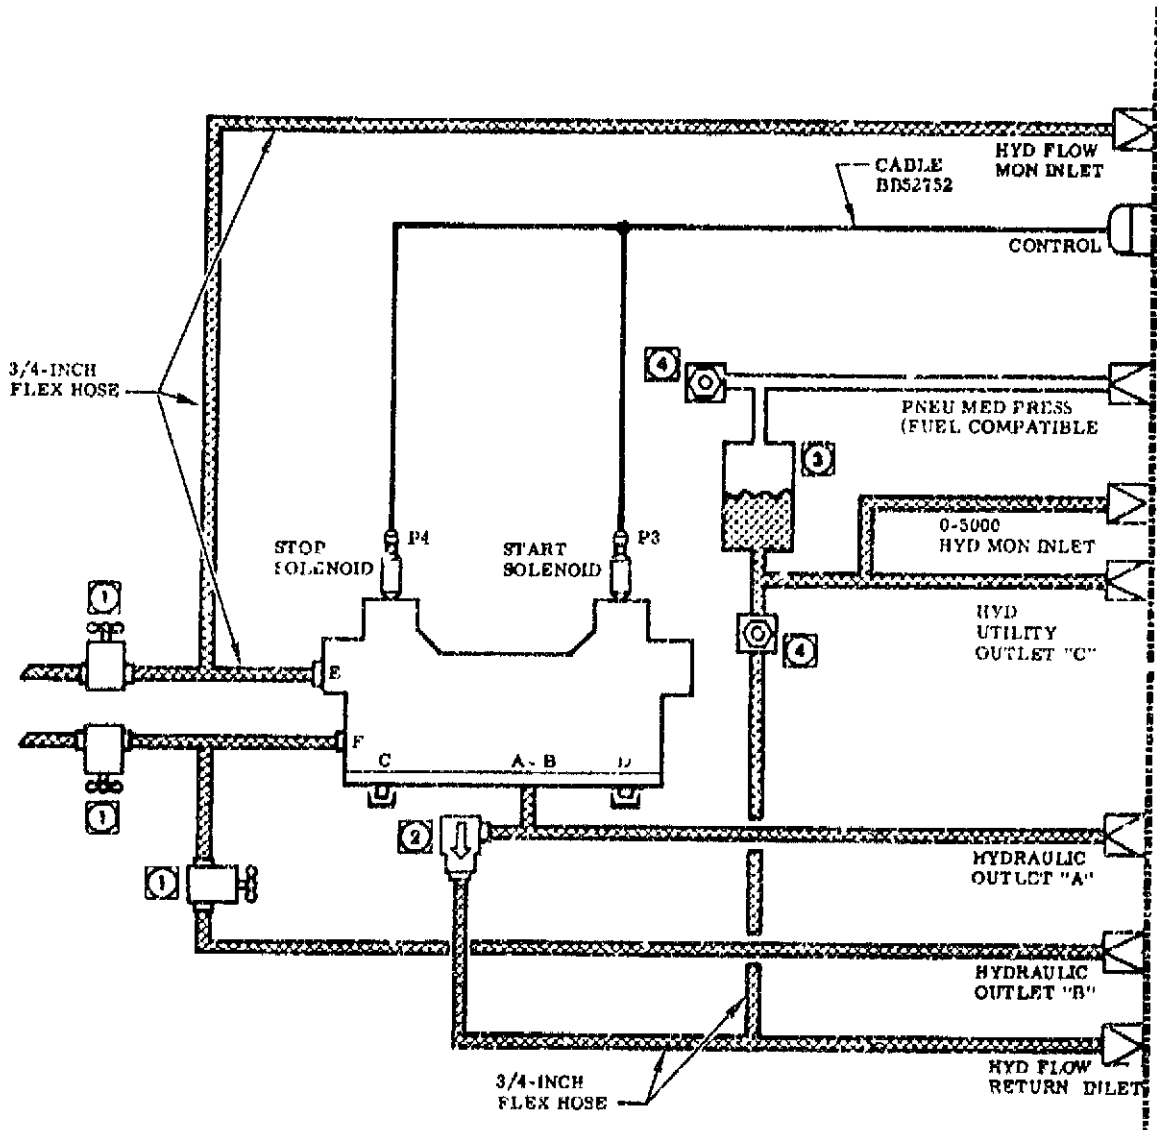 HYD FLOW
MON INLET
CABLE
BB52752
CONTROL
3/4-INCH
FLEX HOSE
4
PNEU MED PRESS
(FUEL COMPATIBLE
3
0-5000
HYD MON INLET
P4
P3
STOP
SOLENOID
START
SOLENOID
1
HYD
UTILITY
OUTLET "C"
4
E
F
C
A - B
D
1
2
HYDRAULIC
OUTLET "A"
1
HYDRAULIC
OUTLET "B"
3/4-INCH
FLEX HOSE
HYD FLOW
RETURN INLET